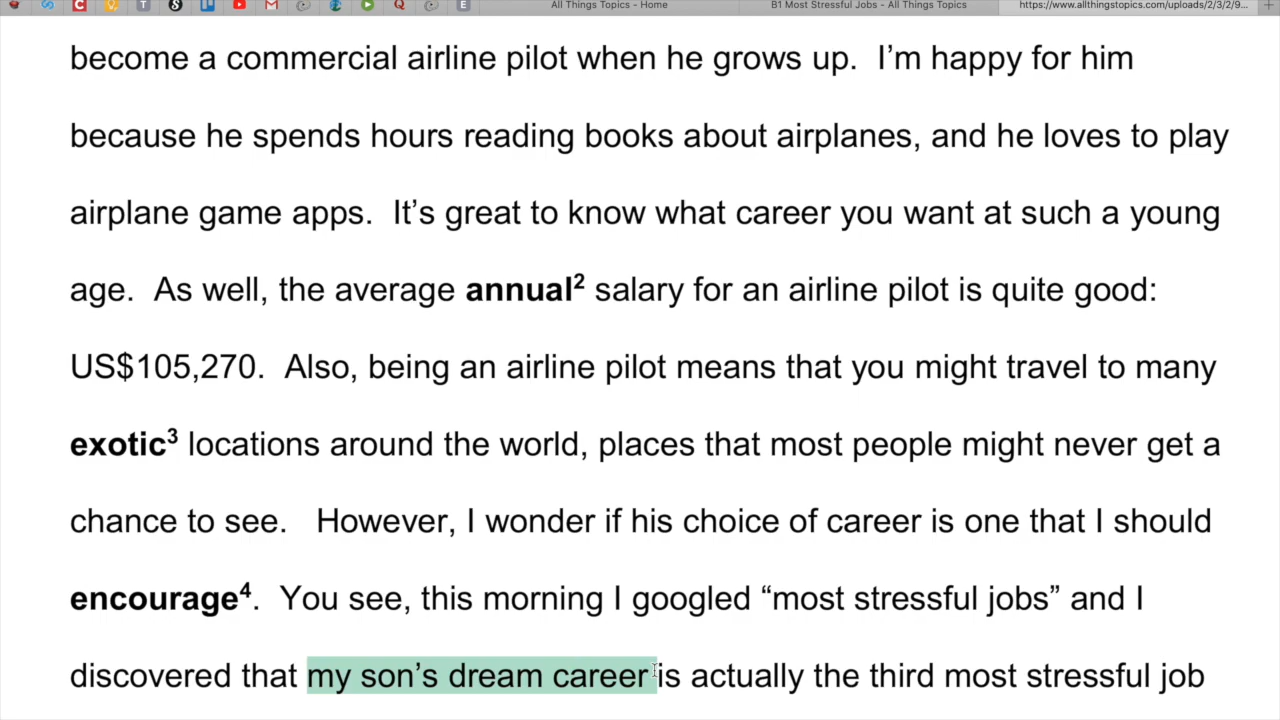 All Things Topics - Home B1 Most Stressful Jobs - All Things Topics https://www.allthingstopics.com/uploads/2/3/2/9...
become a commercial airline pilot when he grows up. I’m happy for him
because he spends hours reading books about airplanes, and he loves to play
airplane game apps. It’s great to know what career you want at such a young
age. As well, the average annual² salary for an airline pilot is quite good:
US$105,270. Also, being an airline pilot means that you might travel to many
exotic³ locations around the world, places that most people might never get a
chance to see. However, I wonder if his choice of career is one that I should
encourage⁴. You see, this morning I googled “most stressful jobs” and I
discovered that my son’s dream career is actually the third most stressful job